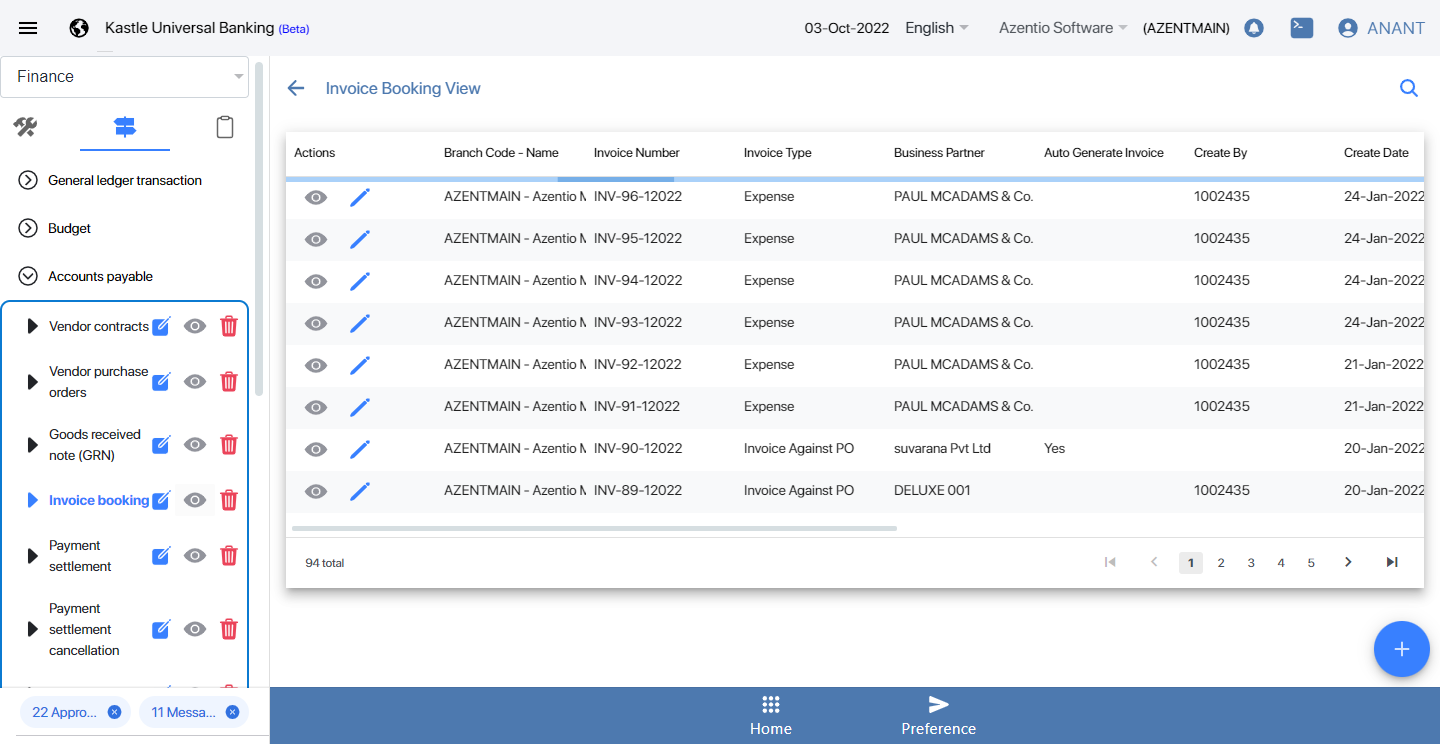 Kastle Universal Banking (Beta)
03-Oct-2022 English Azentio Software (AZENTMAIN) ANANT
Finance
Invoice Booking View
General ledger transaction
Budget
Accounts payable
Vendor contracts
Vendor purchase
orders
Goods received
note (GRN)
Invoice booking
Payment
settlement
Payment
settlement
cancellation
22 Appro... 11 Messa...
Actions Branch Code - Name Invoice Number Invoice Type Business Partner Auto Generate Invoice Create By Create Date
AZENTMAIN - Azentio M INV-96-12022 Expense PAUL MCADAMS & Co. 1002435 24-Jan-2022
AZENTMAIN - Azentio M INV-95-12022 Expense PAUL MCADAMS & Co. 1002435 24-Jan-2022
AZENTMAIN - Azentio M INV-94-12022 Expense PAUL MCADAMS & Co. 1002435 24-Jan-2022
AZENTMAIN - Azentio M INV-93-12022 Expense PAUL MCADAMS & Co. 1002435 24-Jan-2022
AZENTMAIN - Azentio M INV-92-12022 Expense PAUL MCADAMS & Co. 1002435 21-Jan-2022
AZENTMAIN - Azentio M INV-91-12022 Expense PAUL MCADAMS & Co. 1002435 21-Jan-2022
AZENTMAIN - Azentio M INV-90-12022 Invoice Against PO suvarana Pvt Ltd Yes 20-Jan-2022
AZENTMAIN - Azentio M INV-89-12022 Invoice Against PO DELUXE 001 1002435 20-Jan-2022
94 total 1 2 3 4 5
Home Preference